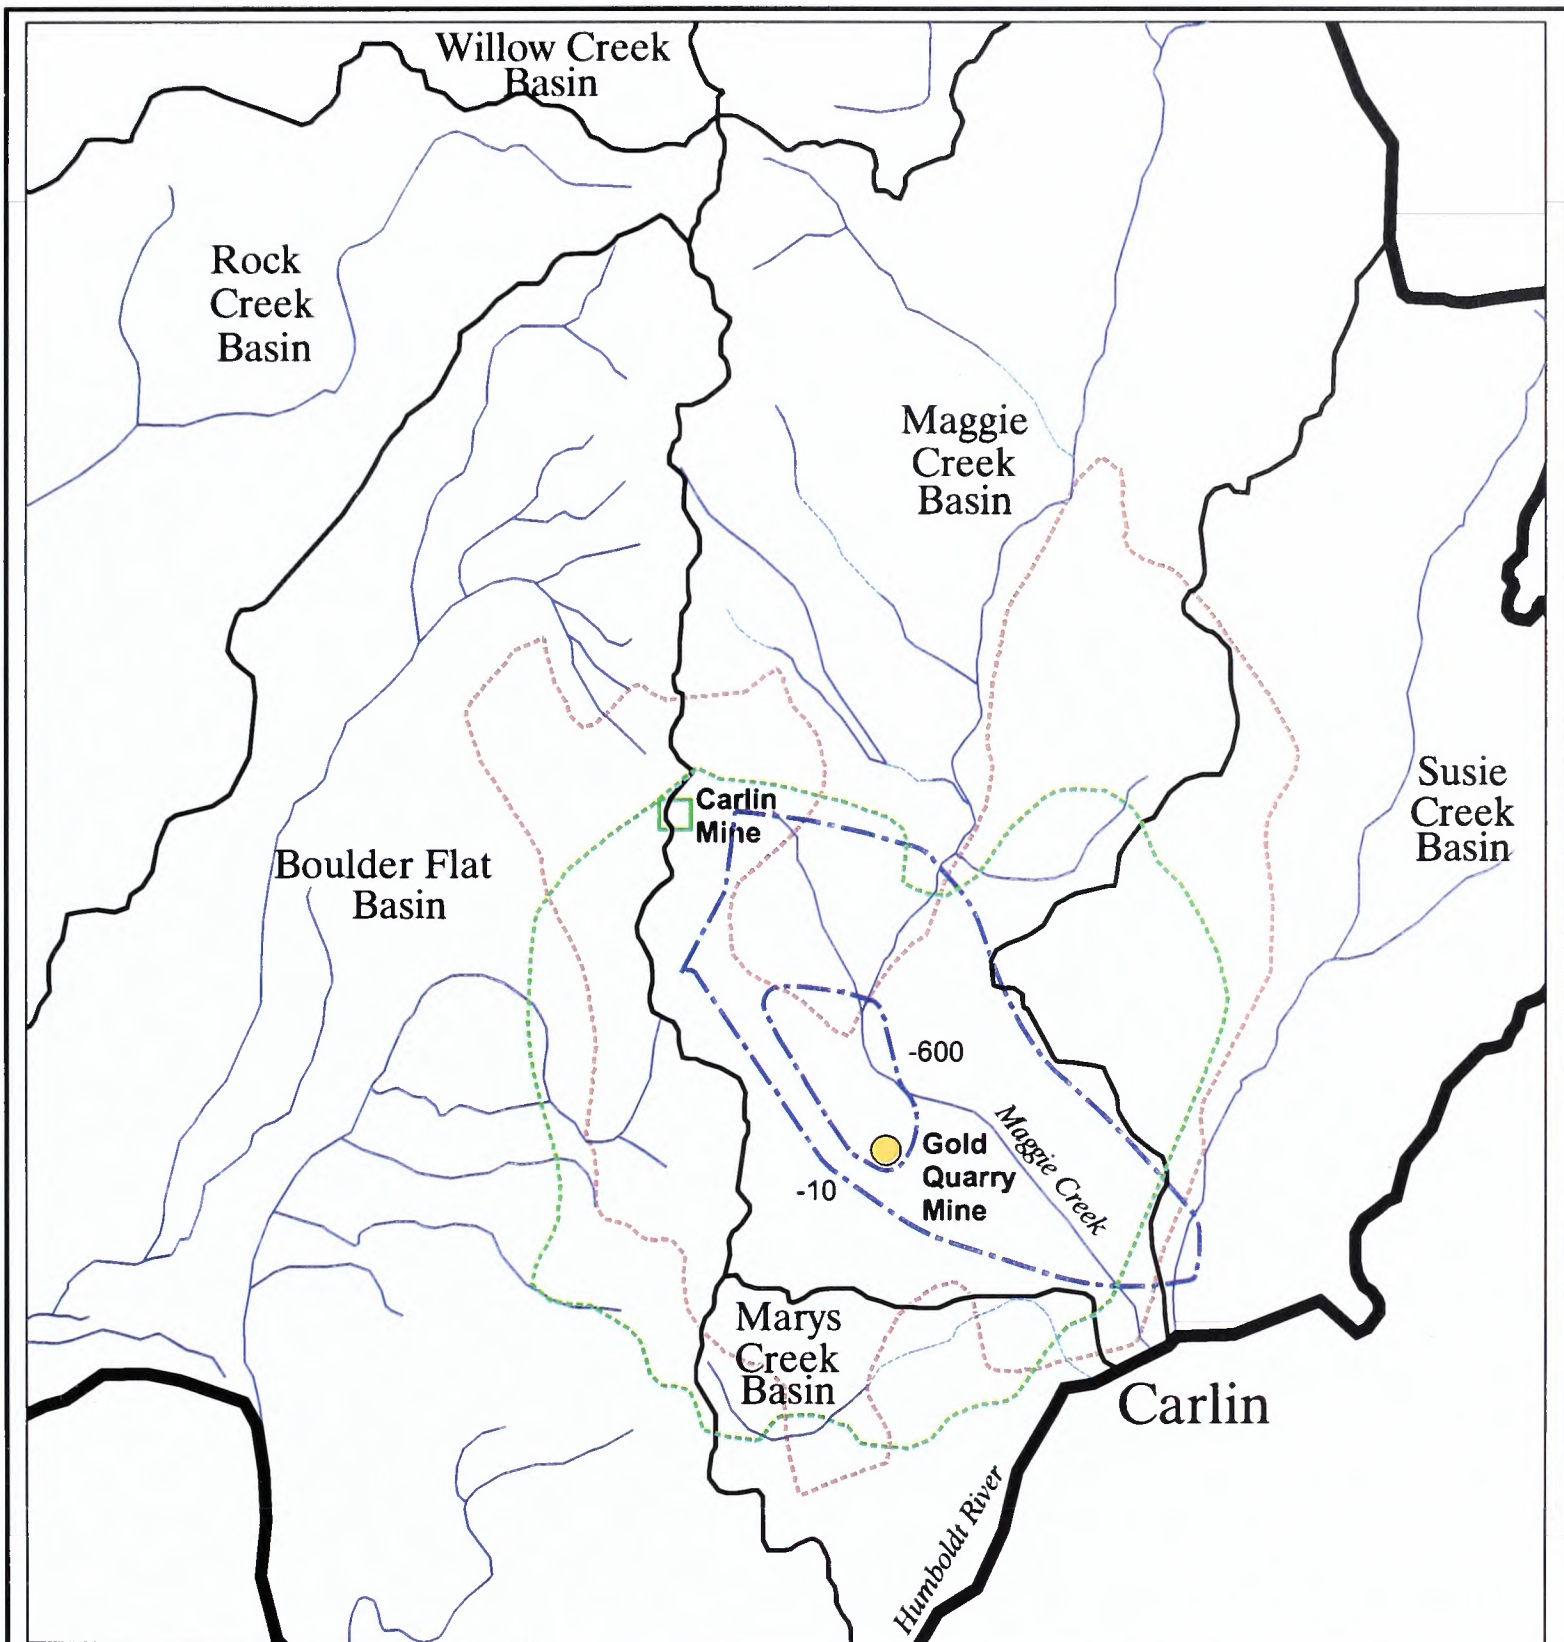 Willow Creek
Basin
Rock
Creek
Basin
Maggie
Creek
Basin
Susie
Creek
Basin
Carlin
Mine
Boulder Flat
Basin
-600
Maggie Creek
Gold
Quarry
Mine
-10
Marys
Creek
Basin
Carlin
Humboldt River